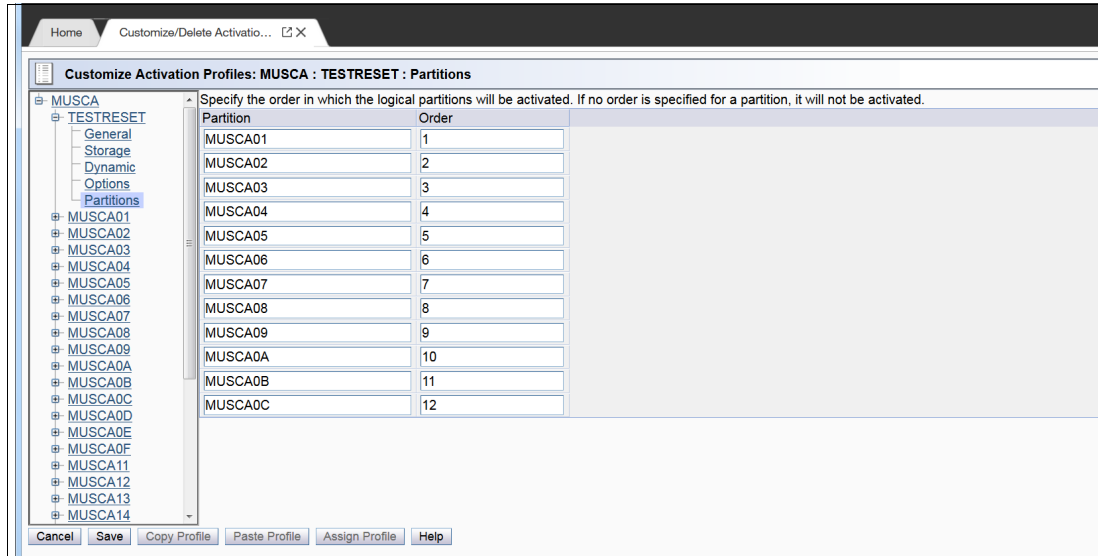 Home
Customize/Delete Activatio...
Customize Activation Profiles: MUSCA : TESTRESET : Partitions
MUSCA
TESTRESET
General
Storage
Dynamic
Options
Partitions
MUSCA01
MUSCA02
MUSCA03
MUSCA04
MUSCA05
MUSCA06
MUSCA07
MUSCA08
MUSCA09
MUSCA0A
MUSCA0B
MUSCA0C
MUSCA0D
MUSCA0E
MUSCA0F
MUSCA11
MUSCA12
MUSCA13
MUSCA14
Specify the order in which the logical partitions will be activated. If no order is specified for a partition, it will not be activated.
Partition Order
MUSCA01 1
MUSCA02 2
MUSCA03 3
MUSCA04 4
MUSCA05 5
MUSCA06 6
MUSCA07 7
MUSCA08 8
MUSCA09 9
MUSCA0A 10
MUSCA0B 11
MUSCA0C 12
Cancel Save Copy Profile Paste Profile Assign Profile Help